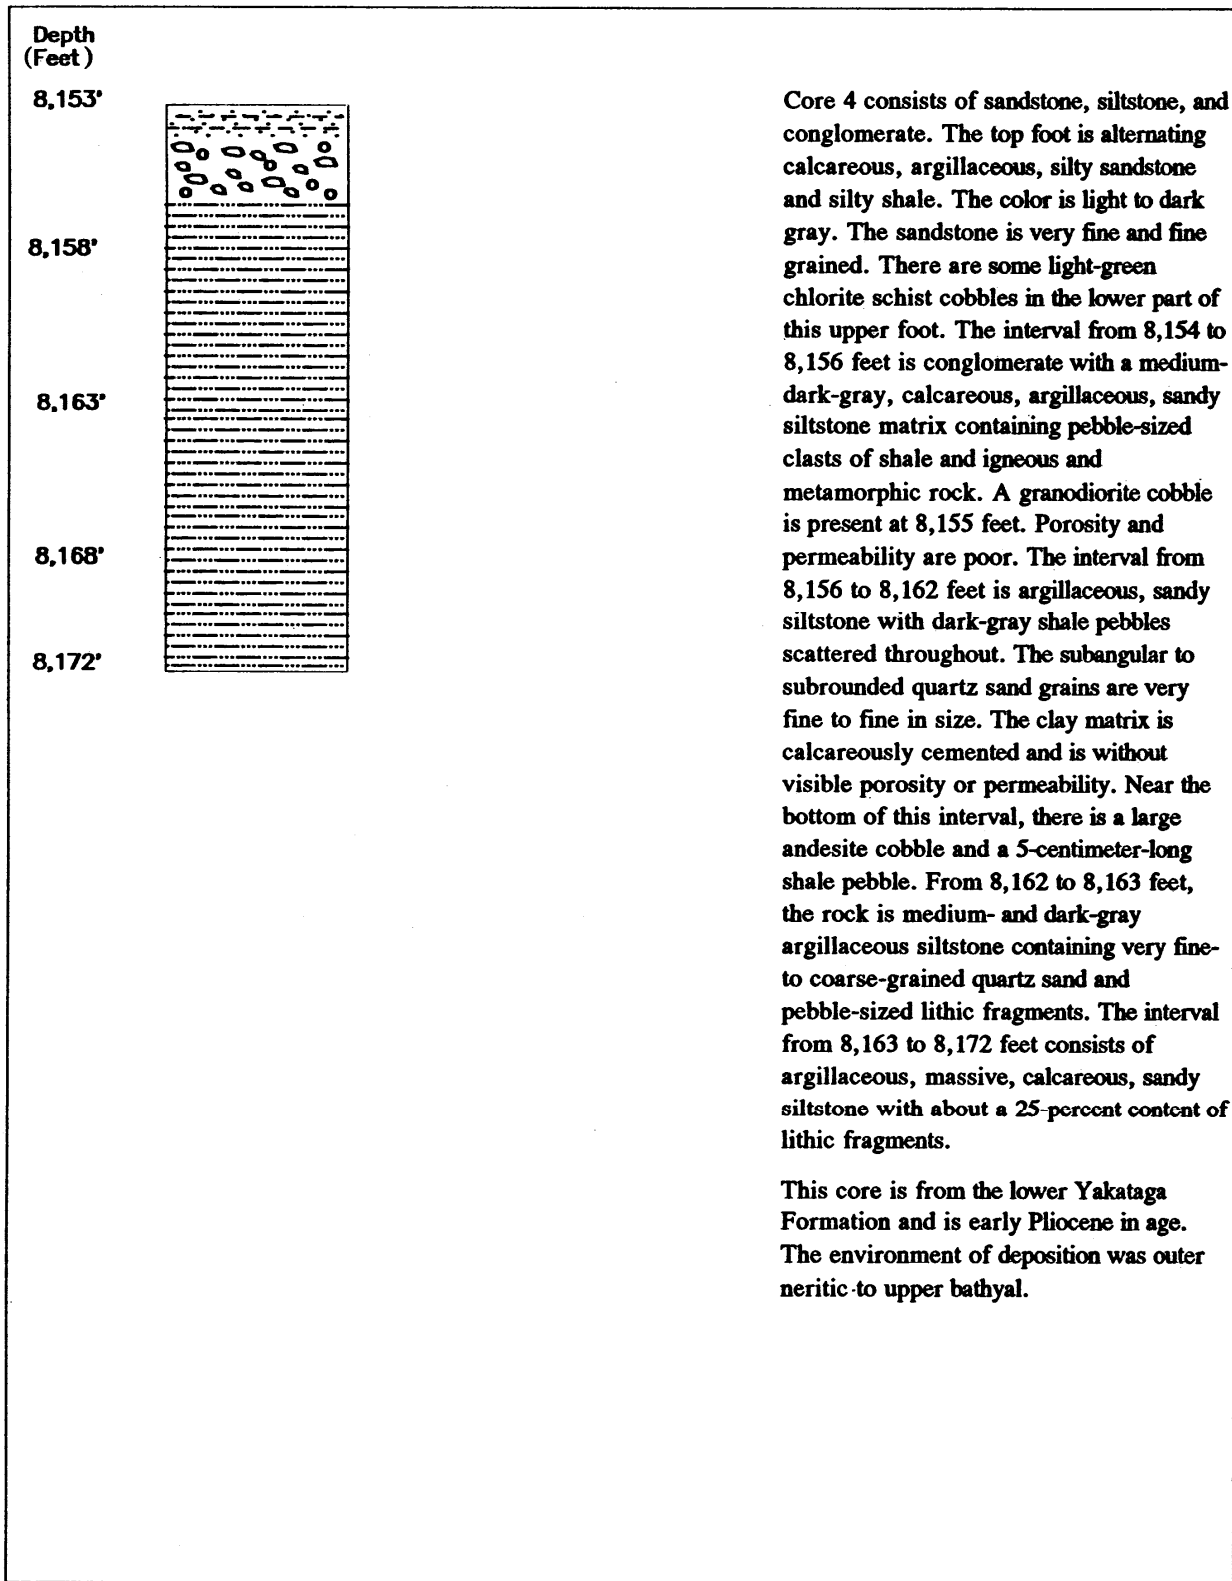 Depth
(Feet)
8,153'
8,158'
8,163'
8,168'
8,172'
Core 4 consists of sandstone, siltstone, and
conglomerate. The top foot is alternating
calcareous, argillaceous, silty sandstone
and silty shale. The color is light to dark
gray. The sandstone is very fine and fine
grained. There are some light-green
chlorite schist cobbles in the lower part of
this upper foot. The interval from 8,154 to
8,156 feet is conglomerate with a medium-
dark-gray, calcareous, argillaceous, sandy
siltstone matrix containing pebble-sized
clasts of shale and igneous and
metamorphic rock. A granodiorite cobble
is present at 8,155 feet. Porosity and
permeability are poor. The interval from
8,156 to 8,162 feet is argillaceous, sandy
siltstone with dark-gray shale pebbles
scattered throughout. The subangular to
subrounded quartz sand grains are very
fine to fine in size. The clay matrix is
calcareously cemented and is without
visible porosity or permeability. Near the
bottom of this interval, there is a large
andesite cobble and a 5-centimeter-long
shale pebble. From 8,162 to 8,163 feet,
the rock is medium- and dark-gray
argillaceous siltstone containing very fine-
to coarse-grained quartz sand and
pebble-sized lithic fragments. The interval
from 8,163 to 8,172 feet consists of
argillaceous, massive, calcareous, sandy
siltstone with about a 25-percent content of
lithic fragments.
This core is from the lower Yakataga
Formation and is early Pliocene in age.
The environment of deposition was outer
neritic to upper bathyal.